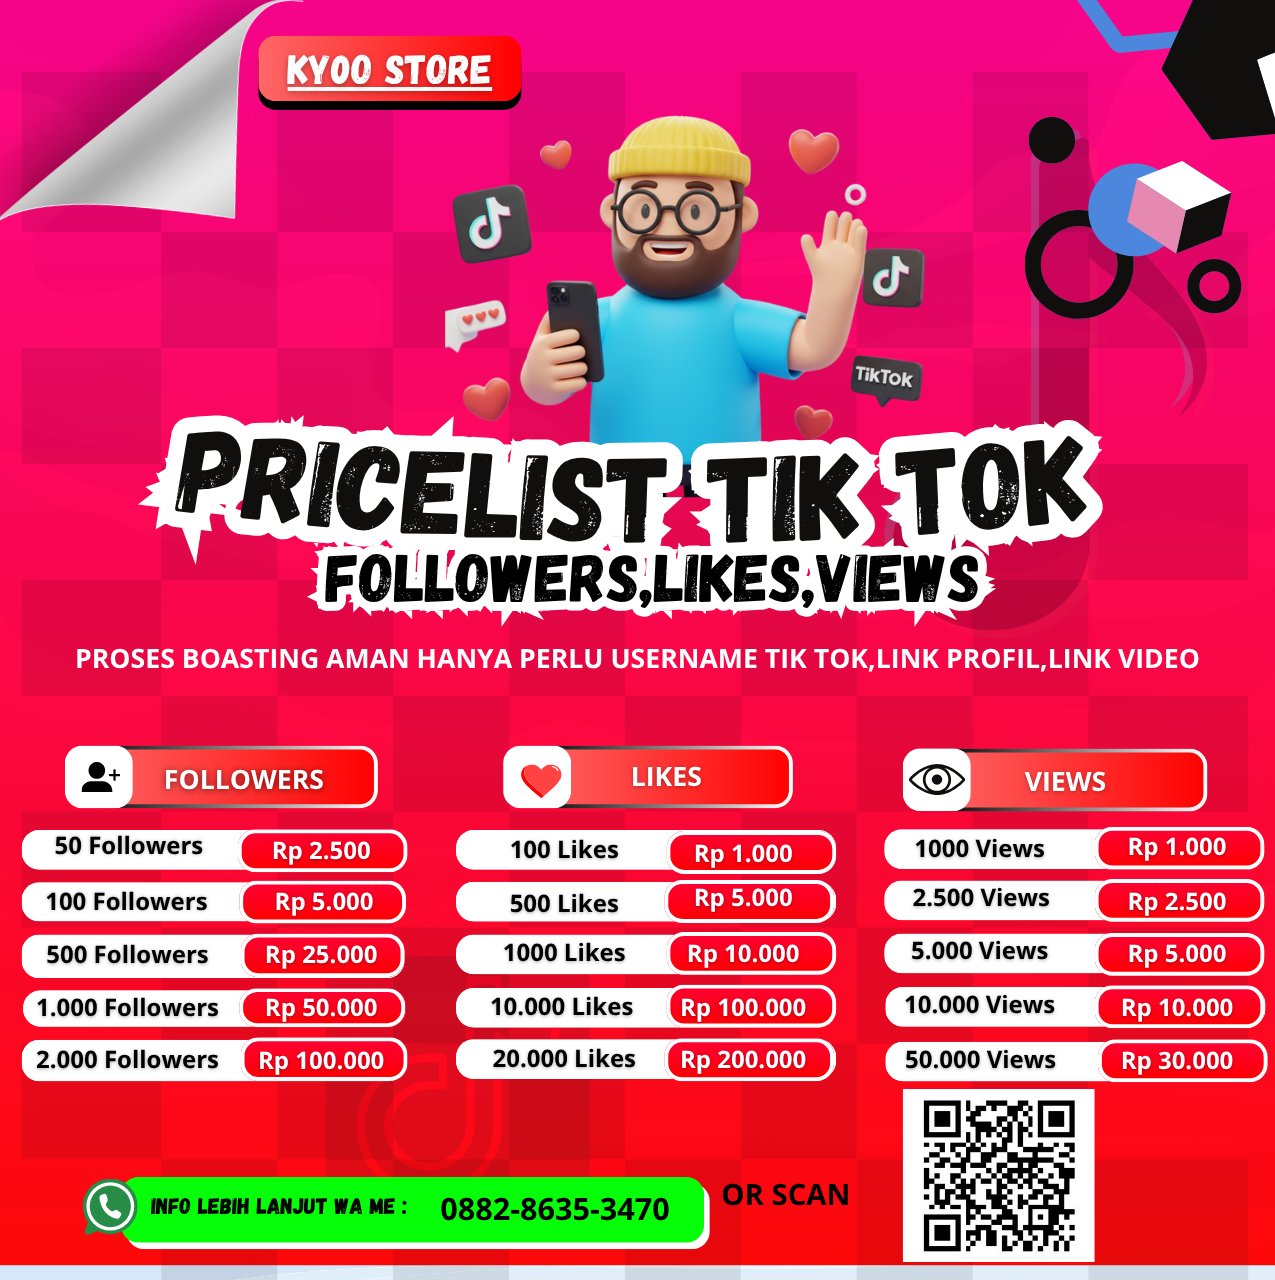 KYOO STORE
TikTok
PRICELIST TIK TOK
FOLLOWERS,LIKES,VIEWS
PROSES BOASTING AMAN HANYA PERLU USERNAME TIK TOK,LINK PROFIL,LINK VIDEO
FOLLOWERS
50 Followers Rp 2.500
100 Followers Rp 5.000
500 Followers Rp 25.000
1.000 Followers Rp 50.000
2.000 Followers Rp 100.000
LIKES
100 Likes Rp 1.000
500 Likes Rp 5.000
1000 Likes Rp 10.000
10.000 Likes Rp 100.000
20.000 Likes Rp 200.000
VIEWS
1000 Views Rp 1.000
2.500 Views Rp 2.500
5.000 Views Rp 5.000
10.000 Views Rp 10.000
50.000 Views Rp 30.000
INFO LEBIH LANJUT WA ME : 0882-8635-3470
OR SCAN